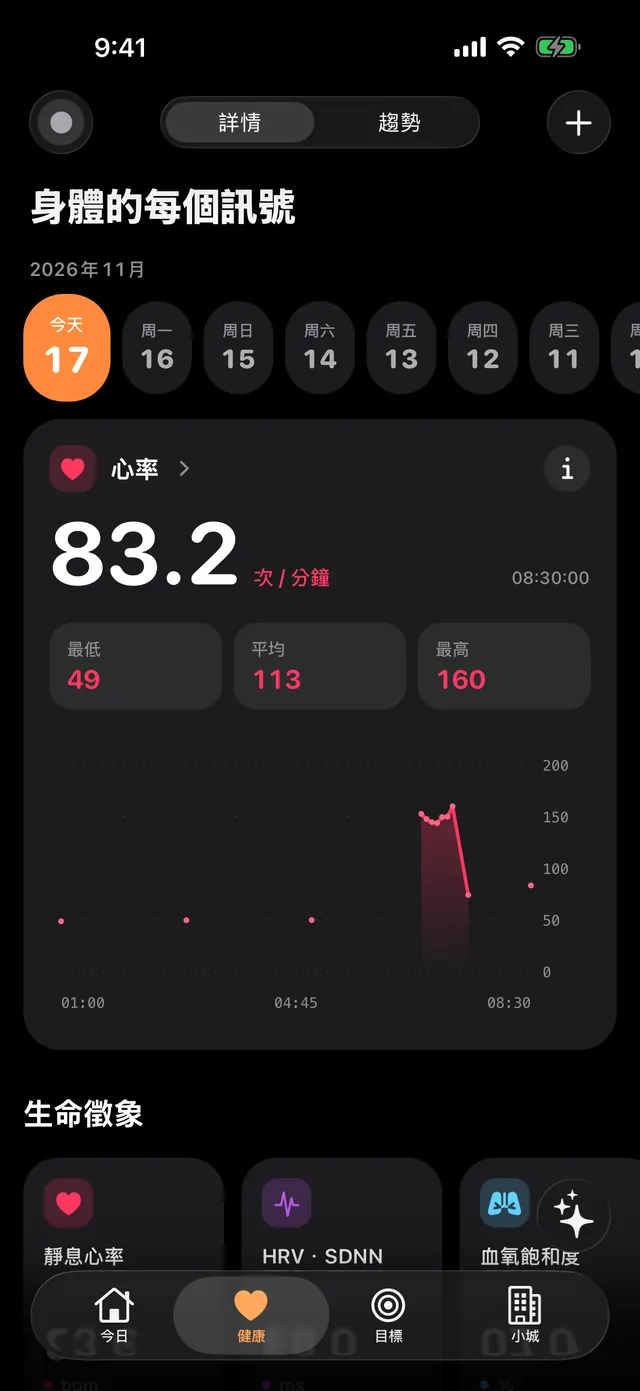 9:41
詳情
趨勢
身體的每個訊號
2026年11月
今天
17
周一
16
周日
15
周六
14
周五
13
周四
12
周三
11
心率
83.2 次 / 分鐘
08:30:00
最低
49
平均
113
最高
160
200
150
100
50
0
01:00 04:45 08:30
生命徵象
靜息心率
HRV · SDNN
血氧飽和度
今日
健康
目標
小城
bpm
ms
%